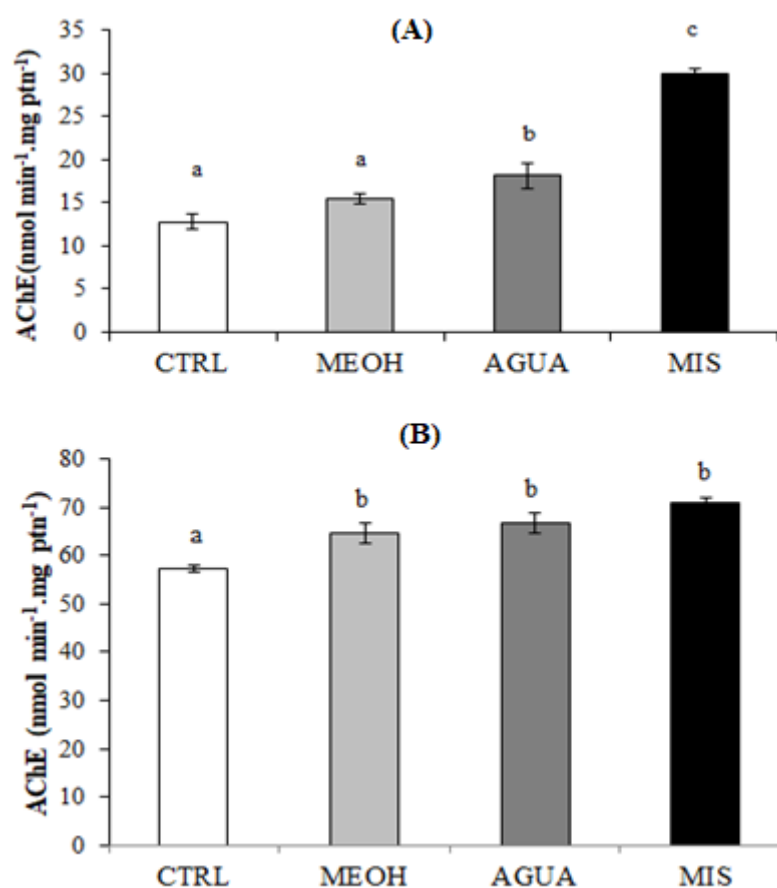 (A)
AChE(nmol min⁻¹.mg ptn⁻¹)
35
30
25
20
15
10
5
0
a
a
b
c
CTRL MEOH AGUA MIS
(B)
AChE (nmol min⁻¹.mg ptn⁻¹)
80
70
60
50
40
30
20
10
0
a
b
b
b
CTRL MEOH AGUA MIS